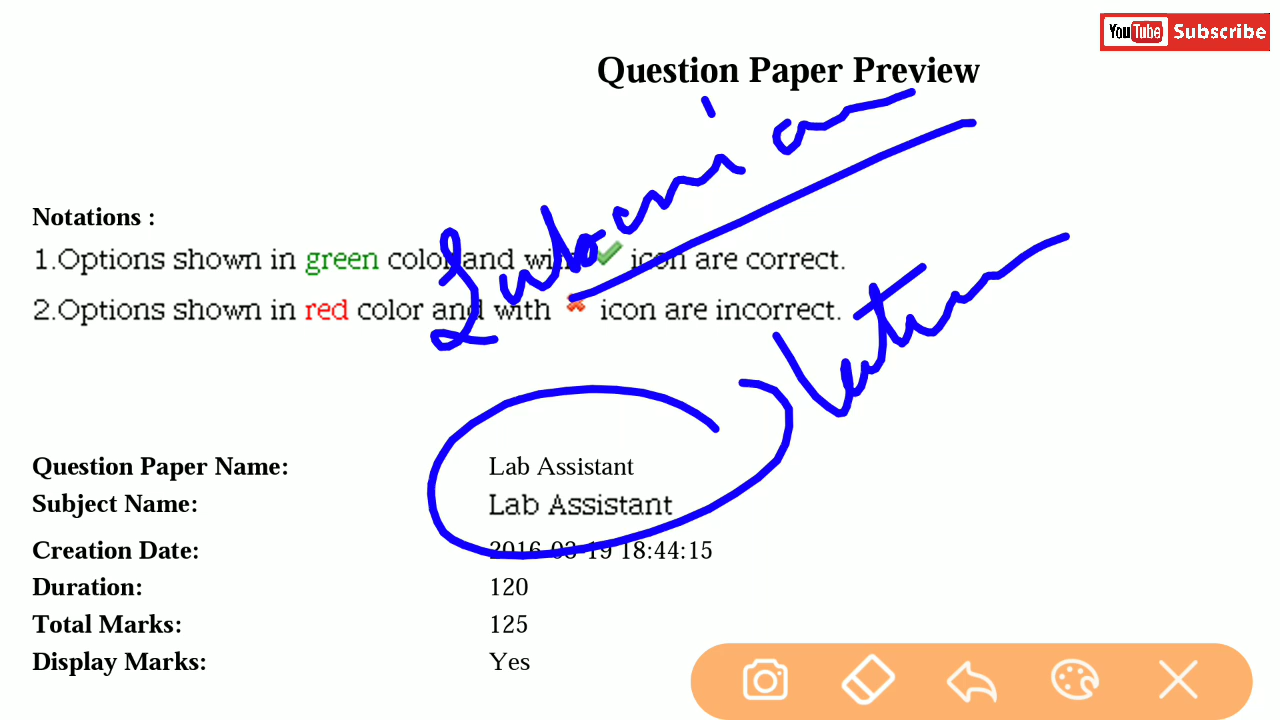 YouTube Subscribe
Question Paper Preview
Notations :
1.Options shown in green color and with ✔ icon are correct.
2.Options shown in red color and with ✖ icon are incorrect.
Question Paper Name: Lab Assistant
Subject Name: Lab Assistant
Creation Date: 2016-03-19 18:44:15
Duration: 120
Total Marks: 125
Display Marks: Yes